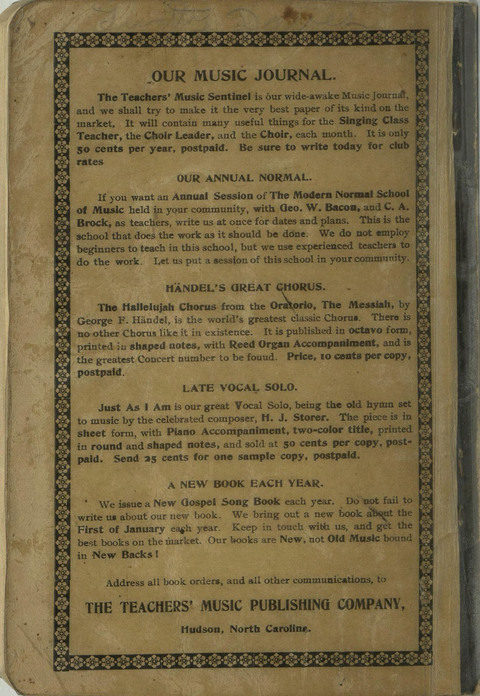 OUR MUSIC JOURNAL.
The Teachers' Music Sentinel is our wide-awake Music Journal,
and we shall try to make it the very best paper of its kind on the
market. It will contain many useful things for the Singing Class
Teacher, the Choir Leader, and the Choir, each month. It is only
50 cents per year, postpaid. Be sure to write today for club
rates
OUR ANNUAL NORMAL.
If you want an Annual Session of The Modern Normal School
of Music held in your community, with Geo. W. Bacon, and C. A.
Brock, as teachers, write us at once for dates and plans. This is the
school that does the work as it should be done. We do not employ
beginners to teach in this school, but we use experienced teachers to
do the work. Let us put a session of this school in your community.
HÄNDEL'S GREAT CHORUS.
The Hallelujah Chorus from the Oratorio, The Messiah, by
George F. Händel, is the world's greatest classic Chorus. There is
no other Chorus like it in existence. It is published in octavo form,
printed in shaped notes, with Reed Organ Accompaniment, and is
the greatest Concert number to be found. Price, 10 cents per copy,
postpaid.
LATE VOCAL SOLO.
Just As I Am is our great Vocal Solo, being the old hymn set
to music by the celebrated composer, H. J. Storer. The piece is in
sheet form, with Piano Accompaniment, two-color title, printed
in round and shaped notes, and sold at 50 cents per copy, post-
paid. Send 25 cents for one sample copy, postpaid.
A NEW BOOK EACH YEAR.
We issue a New Gospel Song Book each year. Do not fail to
write us about our new book. We bring out a new book about the
First of January each year. Keep in touch with us, and get the
best books on the market. Our books are New, not Old Music bound
in New Backs!
Address all book orders, and all other communications, to
THE TEACHERS' MUSIC PUBLISHING COMPANY,
Hudson, North Carolina.